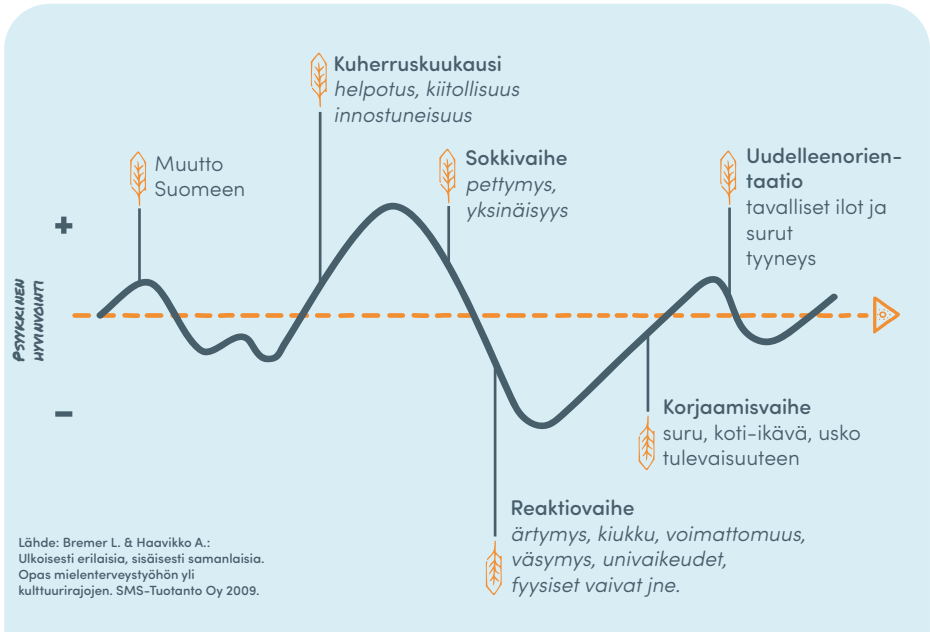 Kuherruskuukausi
helpotus, kiitollisuus
innostuneisuus
Muutto
Suomeen
Sokkivaihe
pettymys,
yksinäisyys
Uudelleenorien-
taatio
tavalliset ilot ja
surut
tyyneys
+
PSYYKKINEN
HYVINVOINTI
-
Korjaamisvaihe
suru, koti-ikävä, usko
tulevaisuuteen
Reaktiovaihe
ärtymys, kiukku, voimattomuus,
väsymys, univaikeudet,
fyysiset vaivat jne.
Lähde: Bremer L. & Haavikko A.:
Ulkoisesti erilaisia, sisäisesti samanlaisia.
Opas mielenterveystyöhön yli
kulttuurirajojen. SMS-Tuotanto Oy 2009.